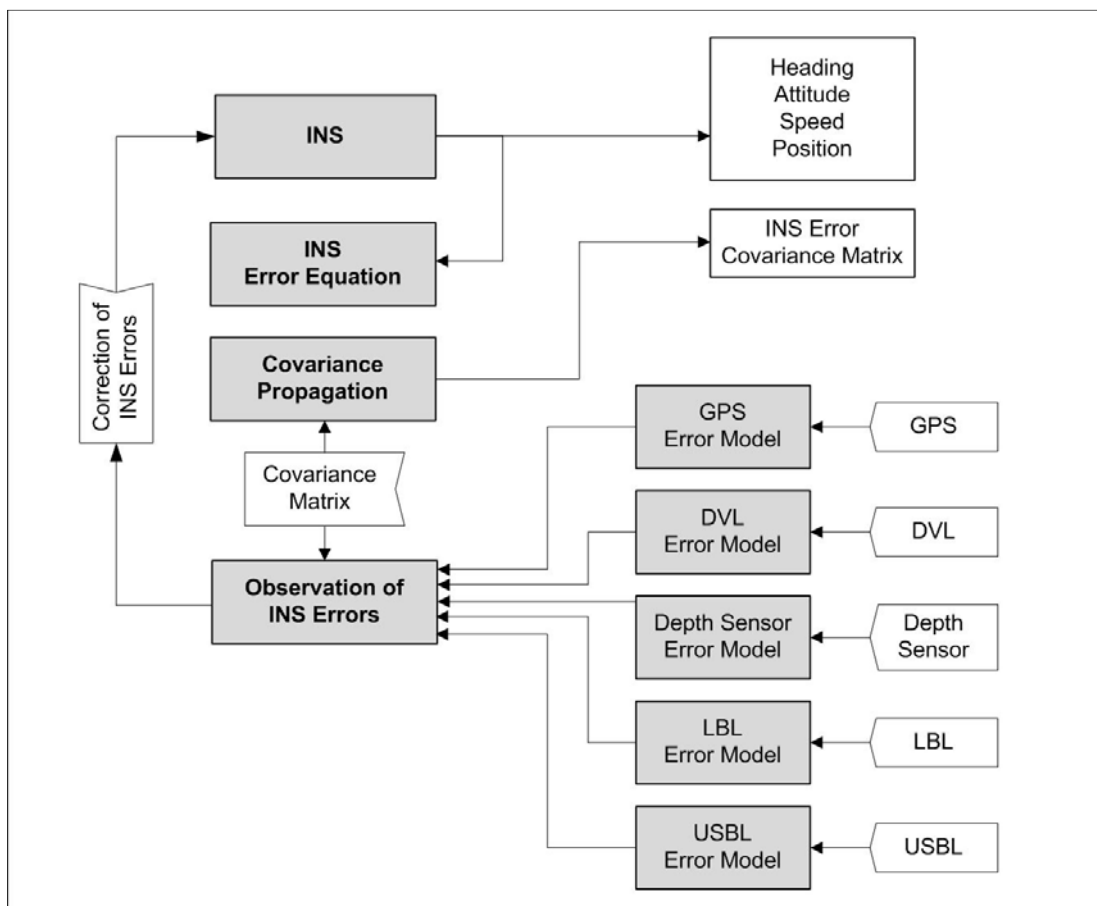 INS
Heading
Attitude
Speed
Position
INS
Error Equation
INS Error
Covariance Matrix
Correction of
INS Errors
Covariance
Propagation
Covariance
Matrix
Observation of
INS Errors
GPS
Error Model
GPS
DVL
Error Model
DVL
Depth Sensor
Error Model
Depth
Sensor
LBL
Error Model
LBL
USBL
Error Model
USBL